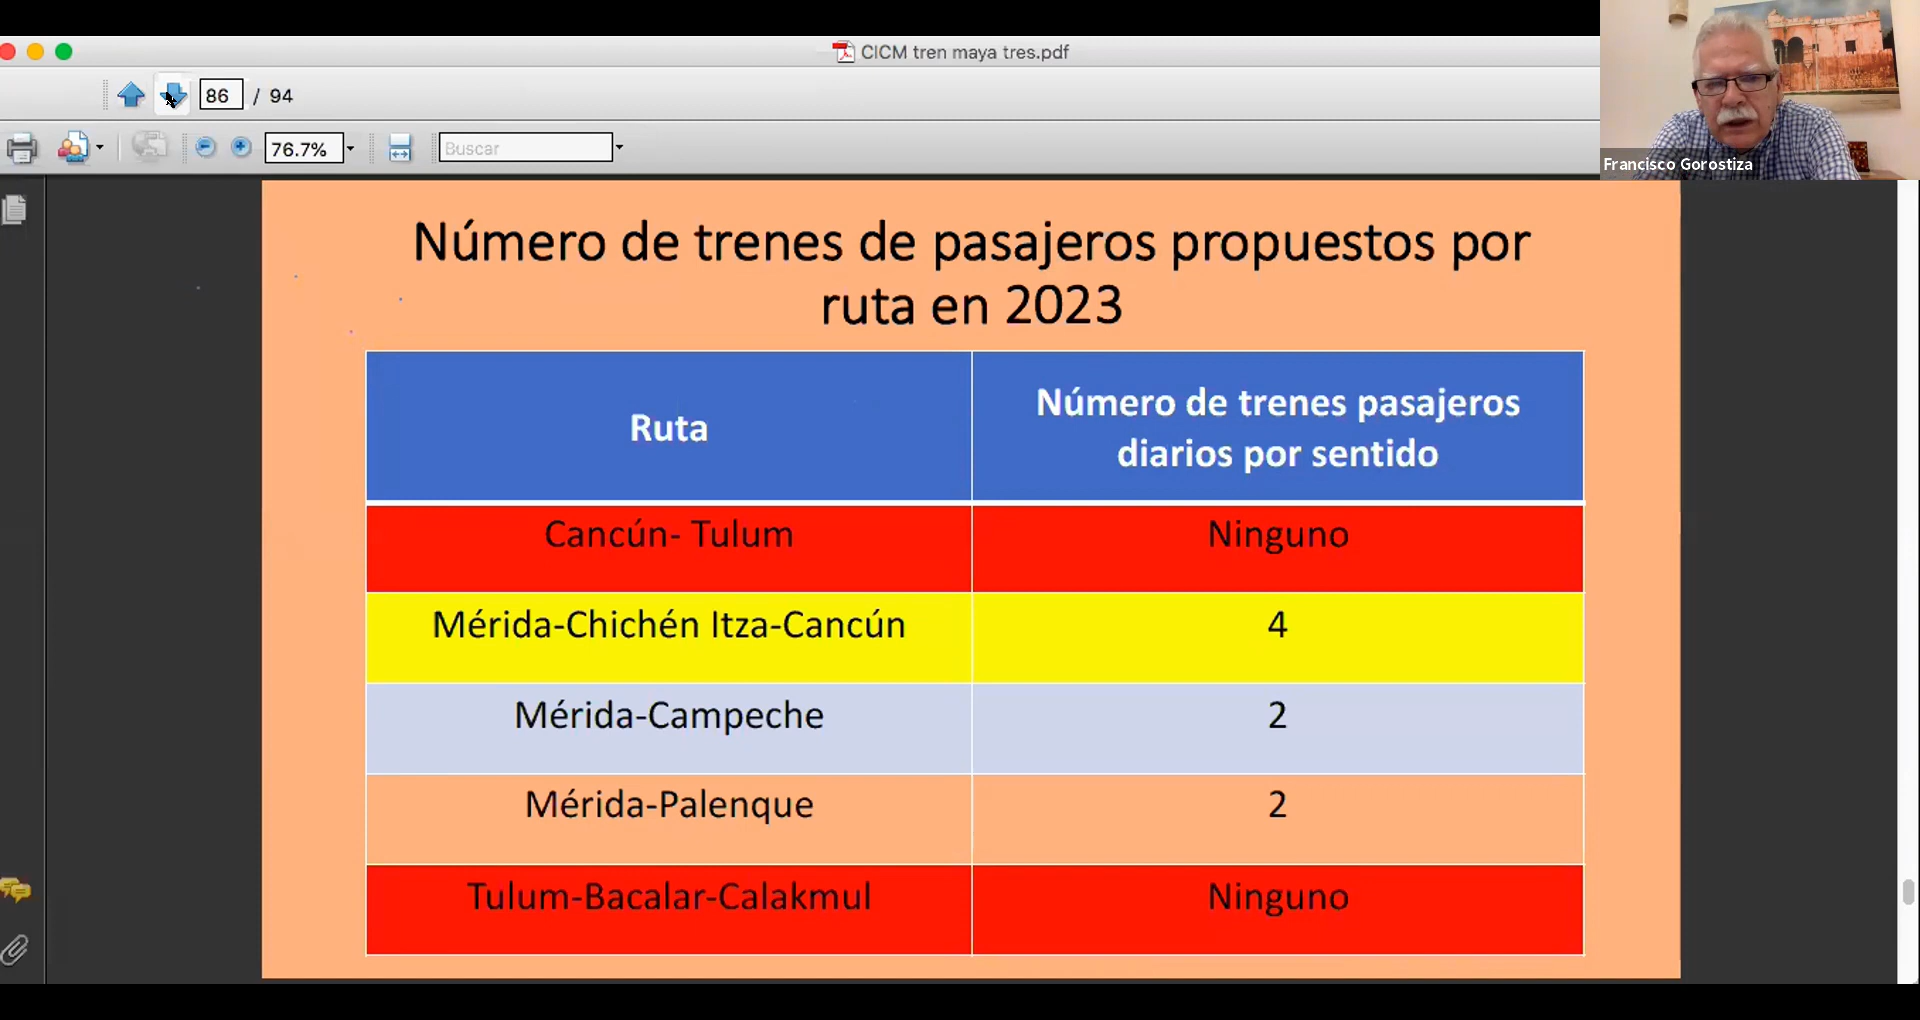 CICM tren maya tres.pdf
86 / 94
76.7%
Buscar
Francisco Gorostiza
Número de trenes de pasajeros propuestos por
ruta en 2023
Ruta
Número de trenes pasajeros
diarios por sentido
Cancún- Tulum
Ninguno
Mérida-Chichén Itza-Cancún
4
Mérida-Campeche
2
Mérida-Palenque
2
Tulum-Bacalar-Calakmul
Ninguno